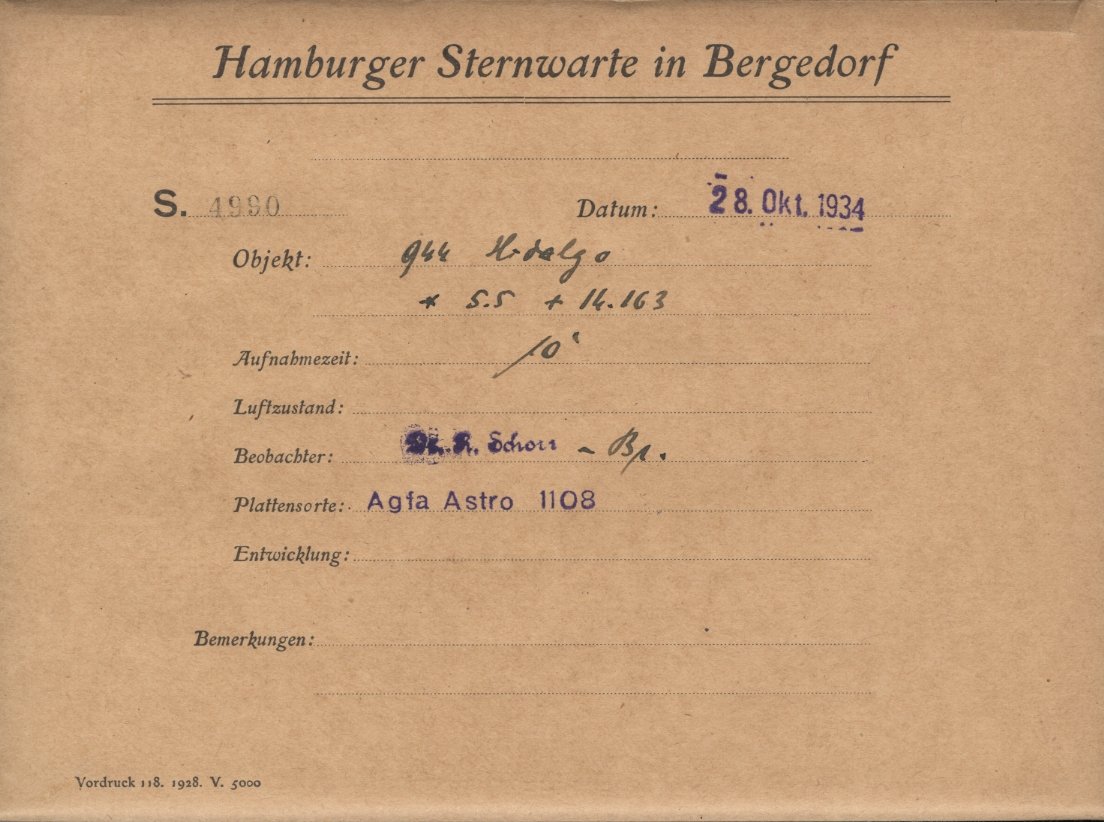 Hamburger Sternwarte in Bergedorf
S. 4990 Datum: 28. Okt. 1934
Objekt: 944 Hidalgo
* 5.5 + 14.163
Aufnahmezeit: 10
Luftzustand:
Beobachter: Dr. R. Schorr - Br.
Plattensorte: Agfa Astro 1108
Entwicklung:
Bemerkungen:
Vordruck 118. 1928. V. 5000